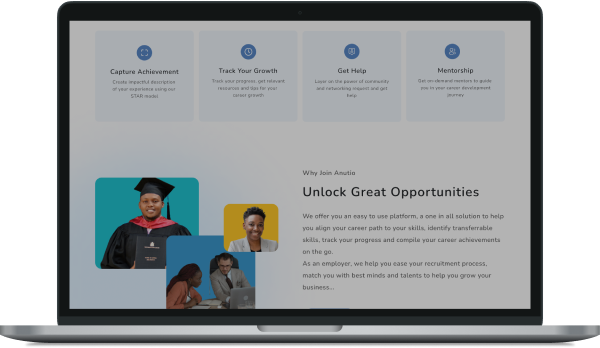 Capture Achievement
Create impactful description
of your experience using our
STAR model
Track Your Growth
Track your progress, get relevant
resources and tips for your
career growth
Get Help
Layer on the power of community
and networking request and get
help
Mentorship
Get on-demand mentors to guide
you in your career development
journey
Why Join Anutio
Unlock Great Opportunities
We offer you an easy to use platform, a one in all solution to help
you align your career path to your skills, identify transferrable
skills, track your progress and compile your career achievements
on the go.
As an employer, we help you ease your recruitment process,
match you with best minds and talents to help you grow your
business...